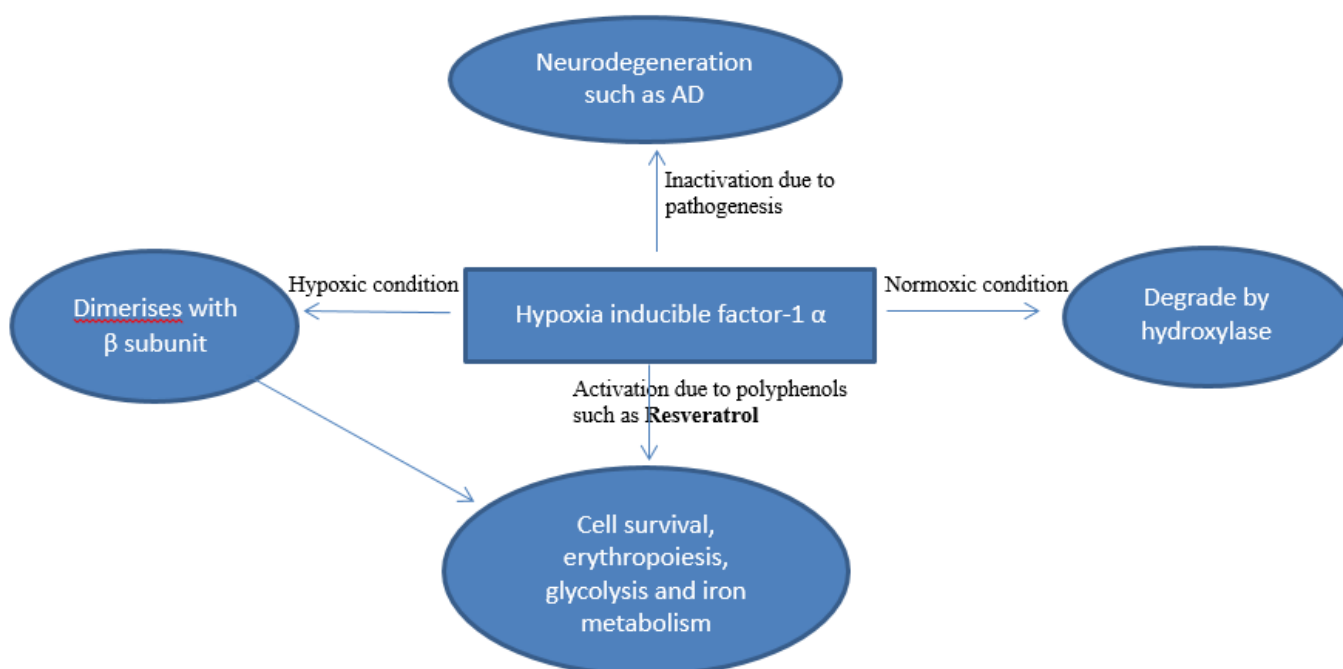 Neurodegeneration
such as AD
Inactivation due to
pathogenesis
Hypoxic condition
Normoxic condition
Dimerises with
β subunit
Hypoxia inducible factor-1 α
Degrade by
hydroxylase
Activation due to polyphenols
such as Resveratrol
Cell survival,
erythropoiesis,
glycolysis and iron
metabolism